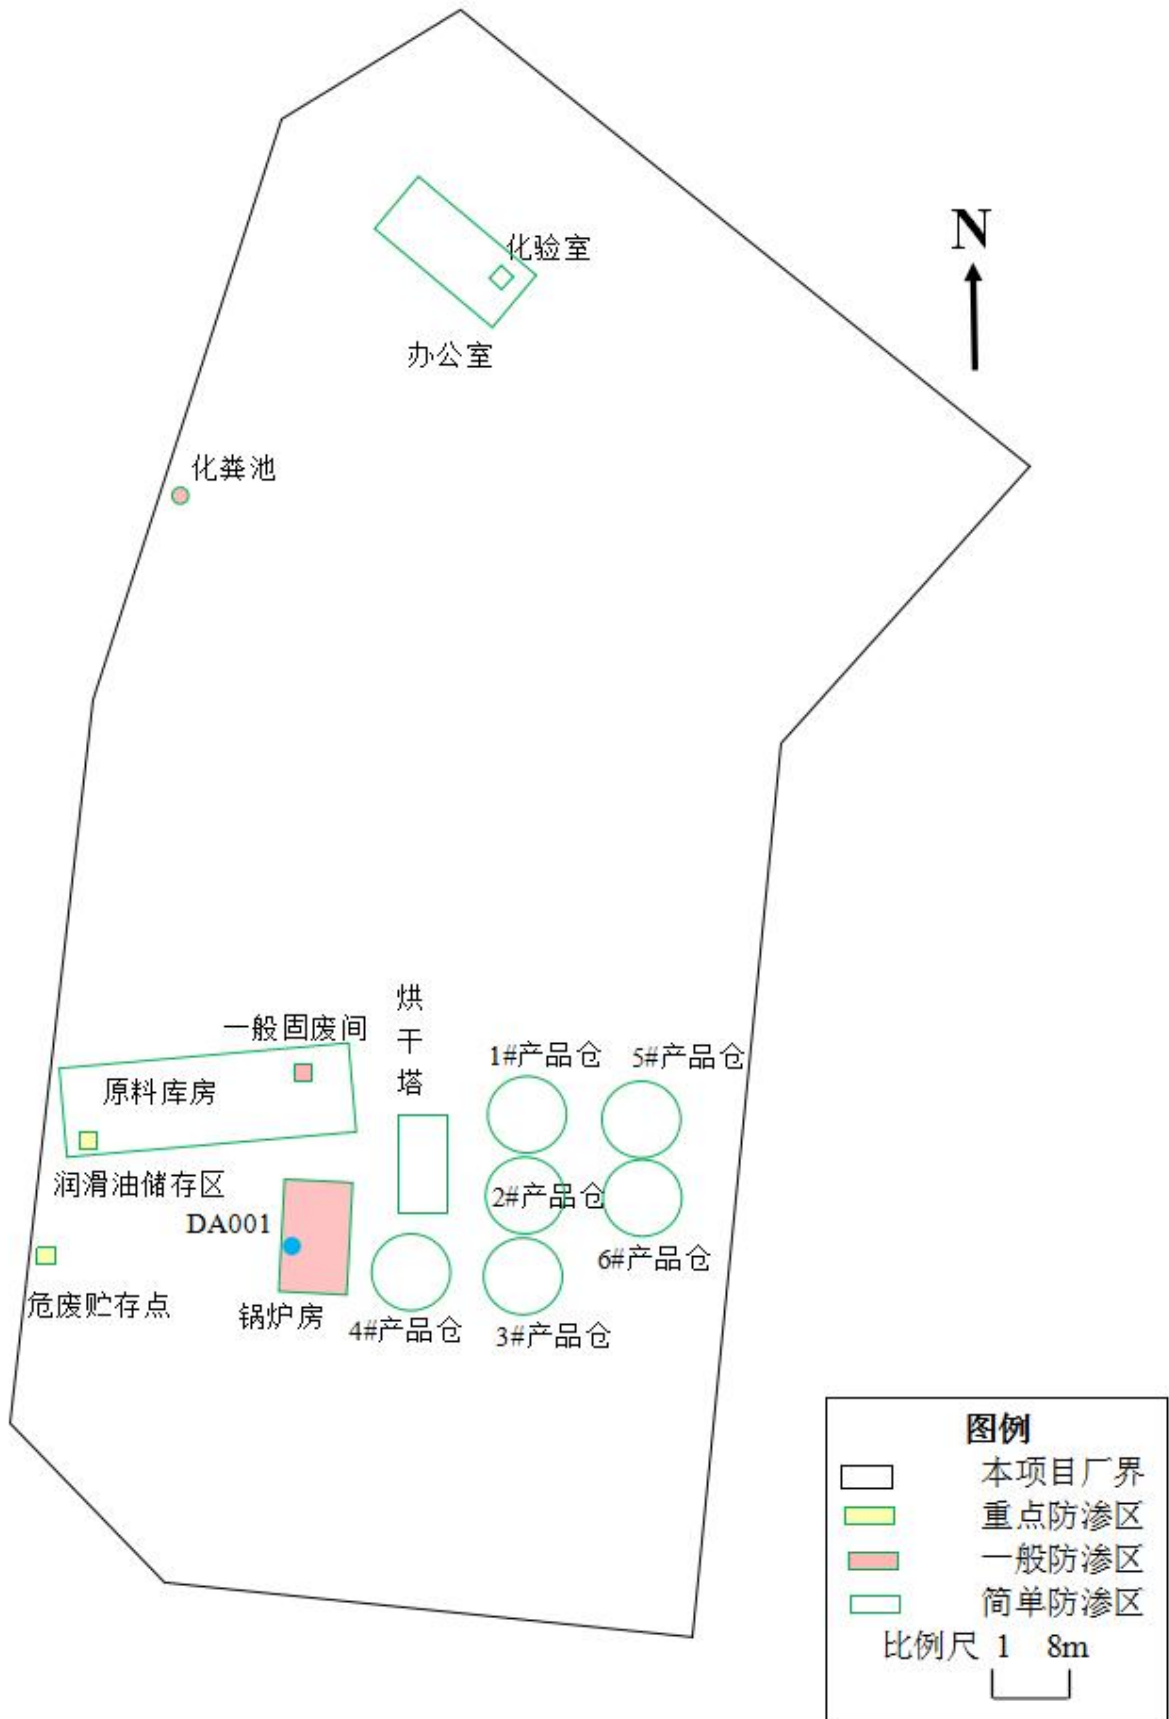 N
化验室
办公室
化粪池
烘
干
塔
一般固废间
1#产品仓
5#产品仓
原料库房
润滑油储存区
2#产品仓
DA001
6#产品仓
危废贮存点
锅炉房
4#产品仓
3#产品仓
图例
本项目厂界
重点防渗区
一般防渗区
简单防渗区
比例尺 1 8m